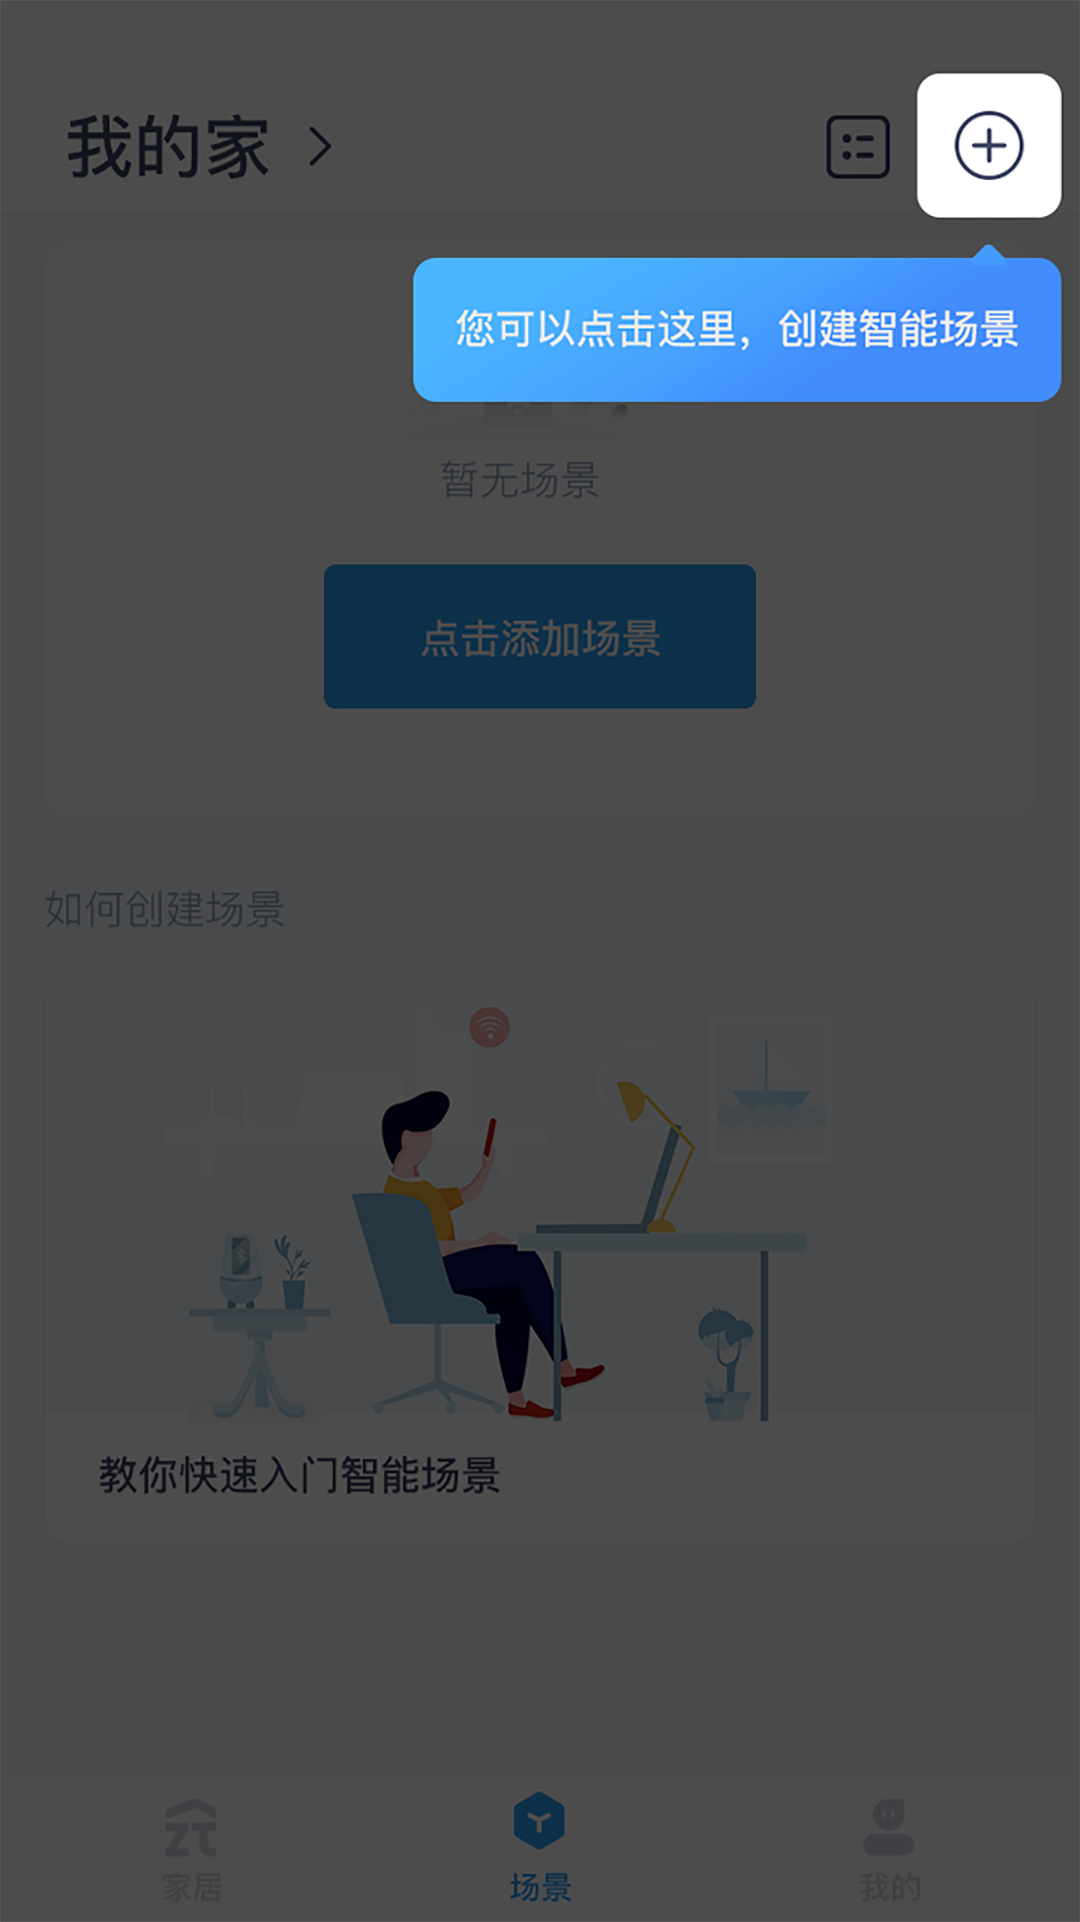 我的家
您可以点击这里，创建智能场景
暂无场景
点击添加场景
如何创建场景
教你快速入门智能场景
家居
场景
我的